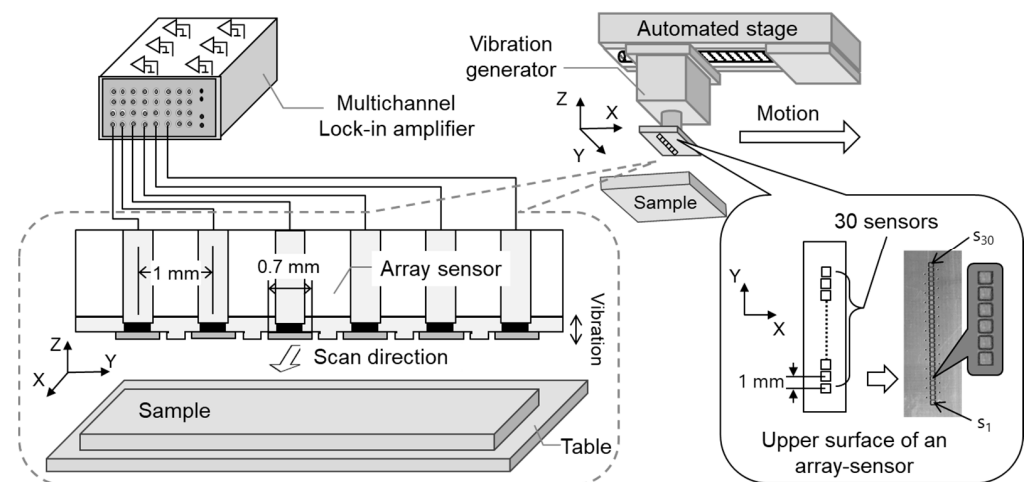 Automated stage
Vibration
generator
Multichannel
Lock-in amplifier
Z
X
Y
Motion
Sample
30 sensors
S30
1 mm
0.7 mm
Array sensor
Vibration
Y
X
Z
Y
X
Scan direction
1 mm
Sample
S1
Table
Upper surface of an
array-sensor